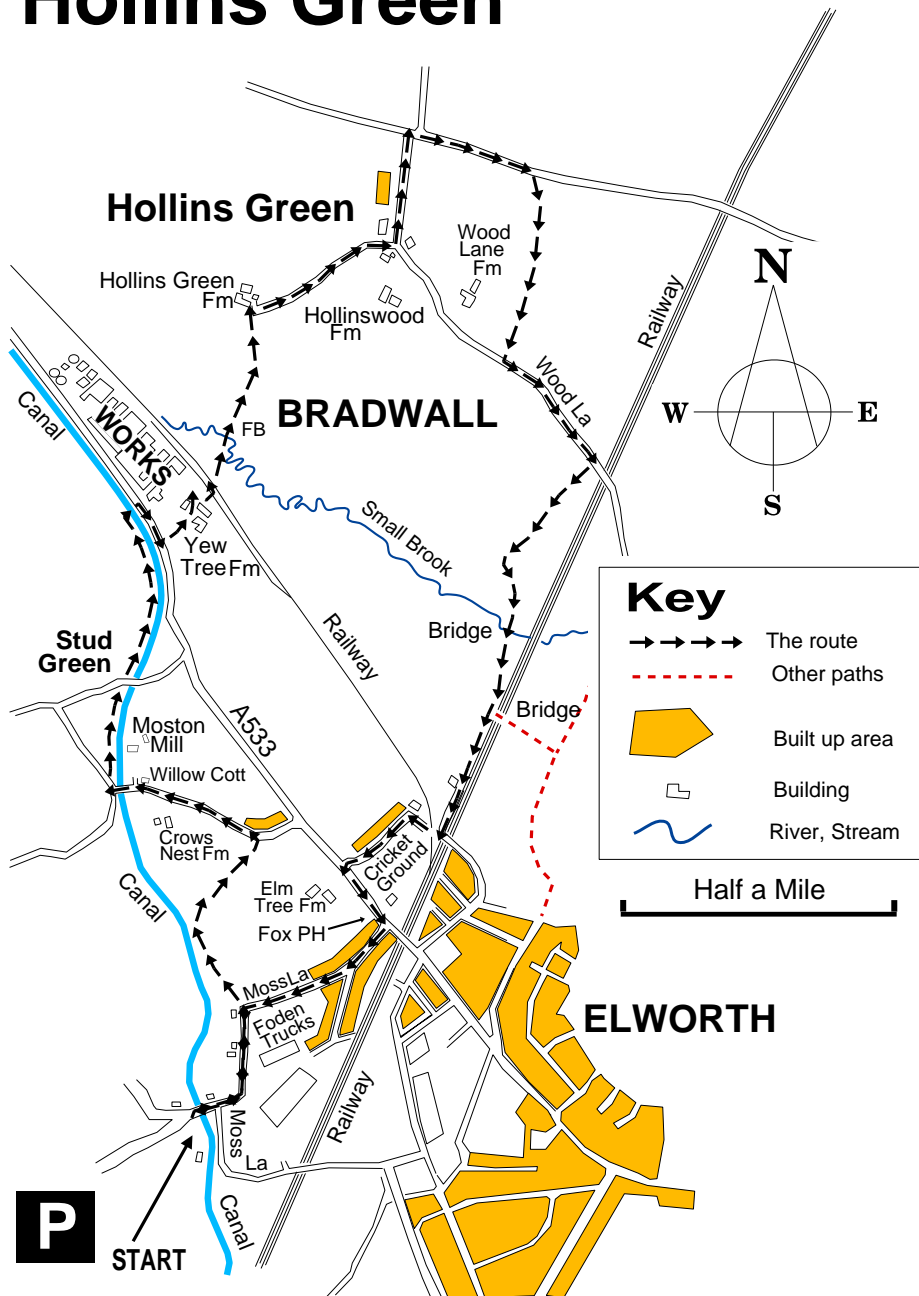 Hollins Green
Hollins Green
Wood
Lane
Fm
Hollins Green
Fm
Hollinswood
Fm
Railway
N
W
E
S
Canal
WORKS
FB
BRADWALL
Wood La
Yew
Tree Fm
Small Brook
Stud
Green
Railway
Bridge
Key
The route
Other paths
Built up area
Building
River, Stream
Bridge
A533
Moston
Mill
Willow Cott
Crows
Nest Fm
Cricket
Ground
Half a Mile
Canal
Elm
Tree Fm
Fox PH
Moss La
Foden
Trucks
ELWORTH
Railway
Moss
La
Canal
P
START